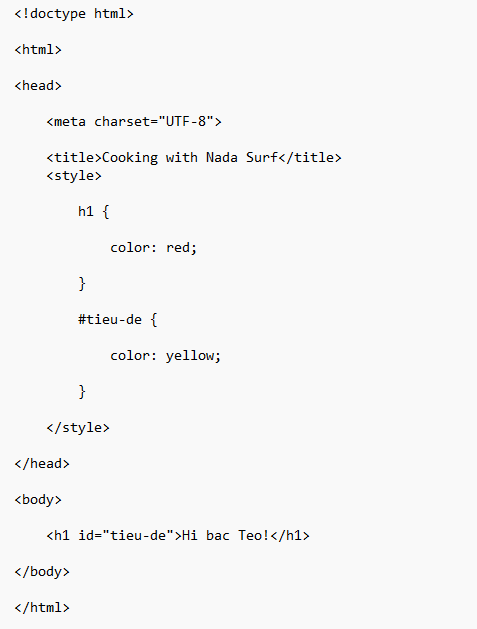 <!doctype html>
<html>
<head>
    <meta charset="UTF-8">
    <title>Cooking with Nada Surf</title>
    <style>
        h1 {
            color: red;
        }
        #tieu-de {
            color: yellow;
        }
    </style>
</head>
<body>
    <h1 id="tieu-de">Hi bac Teo!</h1>
</body>
</html>